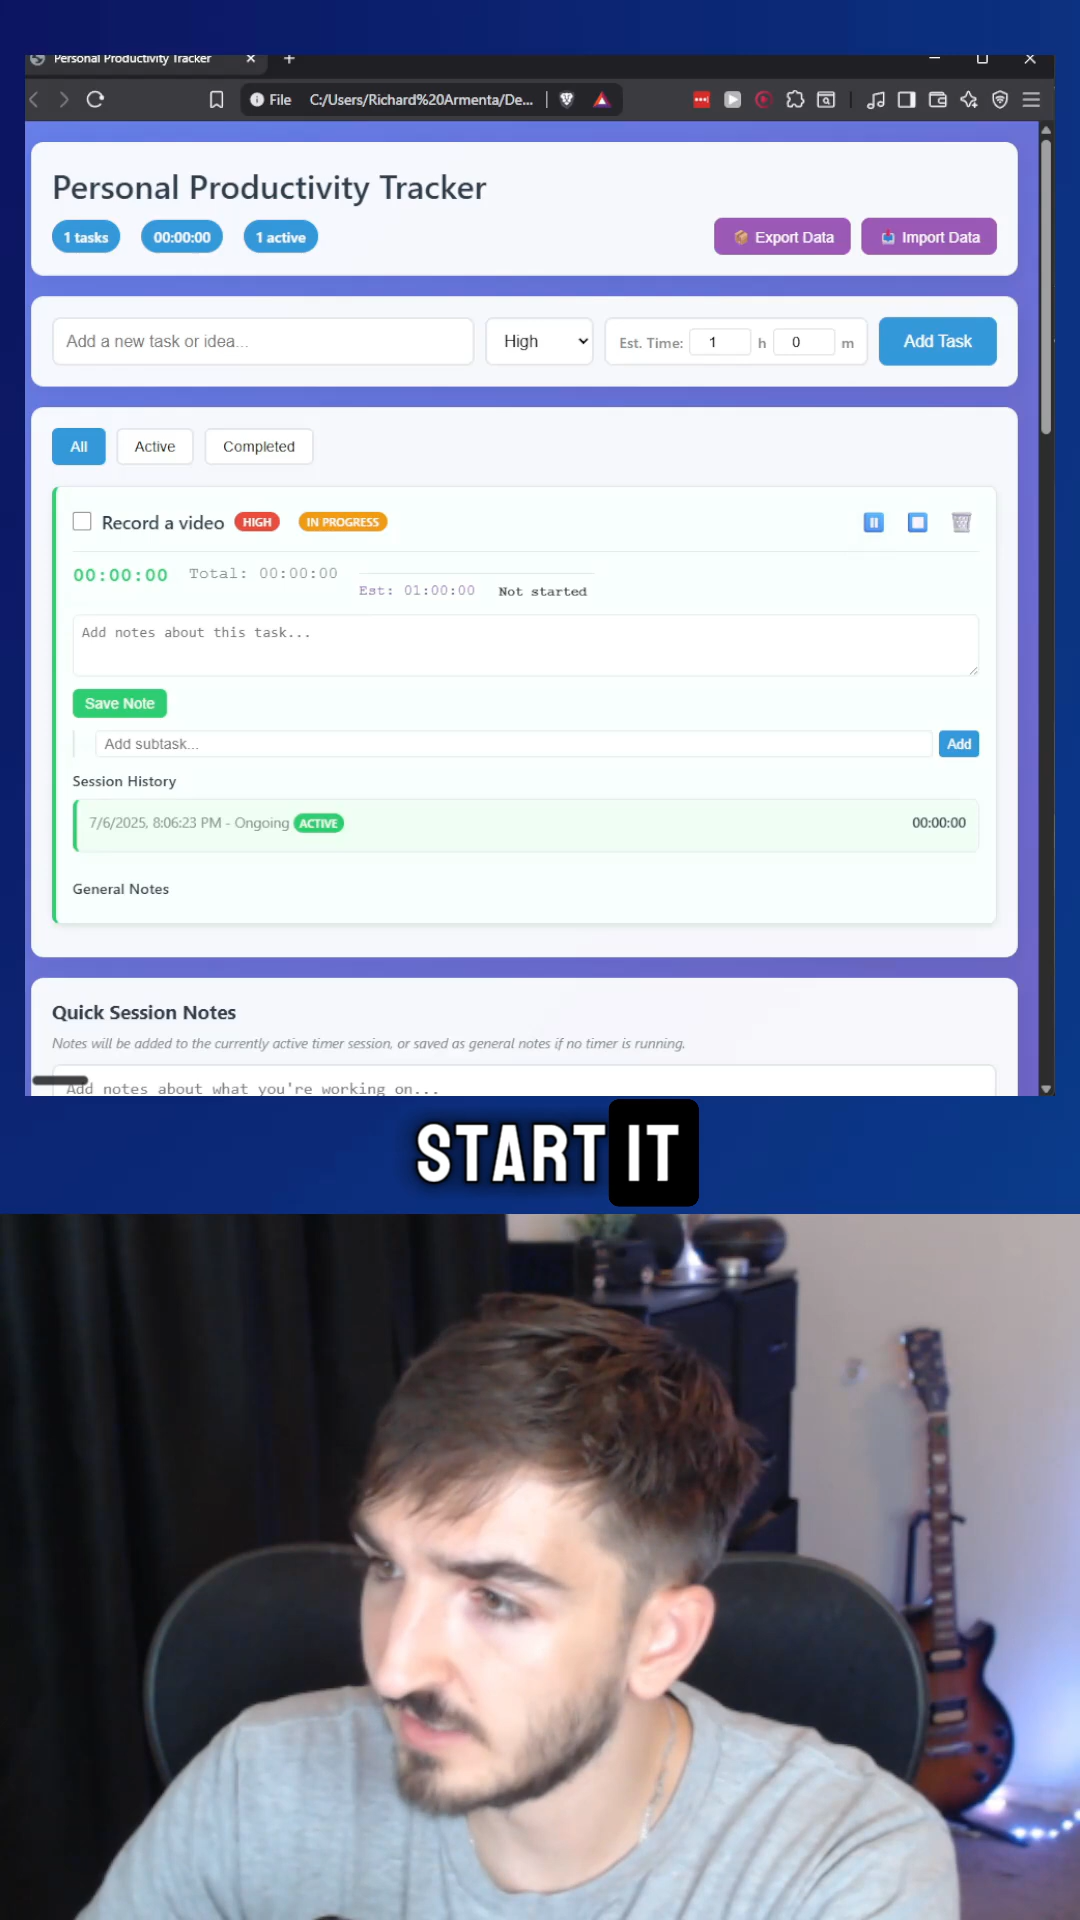 Personal Productivity Tracker
File C:/Users/Richard%20Armenta/De...
Personal Productivity Tracker
1 tasks 00:00:00 1 active Export Data Import Data
Add a new task or idea... High Est. Time: 1 h 0 m Add Task
All Active Completed
Record a video HIGH IN PROGRESS
00:00:00 Total: 00:00:00
Est: 01:00:00 Not started
Add notes about this task...
Save Note
Add subtask... Add
Session History
7/6/2025, 8:06:23 PM - Ongoing ACTIVE 00:00:00
General Notes
Quick Session Notes
Notes will be added to the currently active timer session, or saved as general notes if no timer is running.
Add notes about what you're working on...
START IT